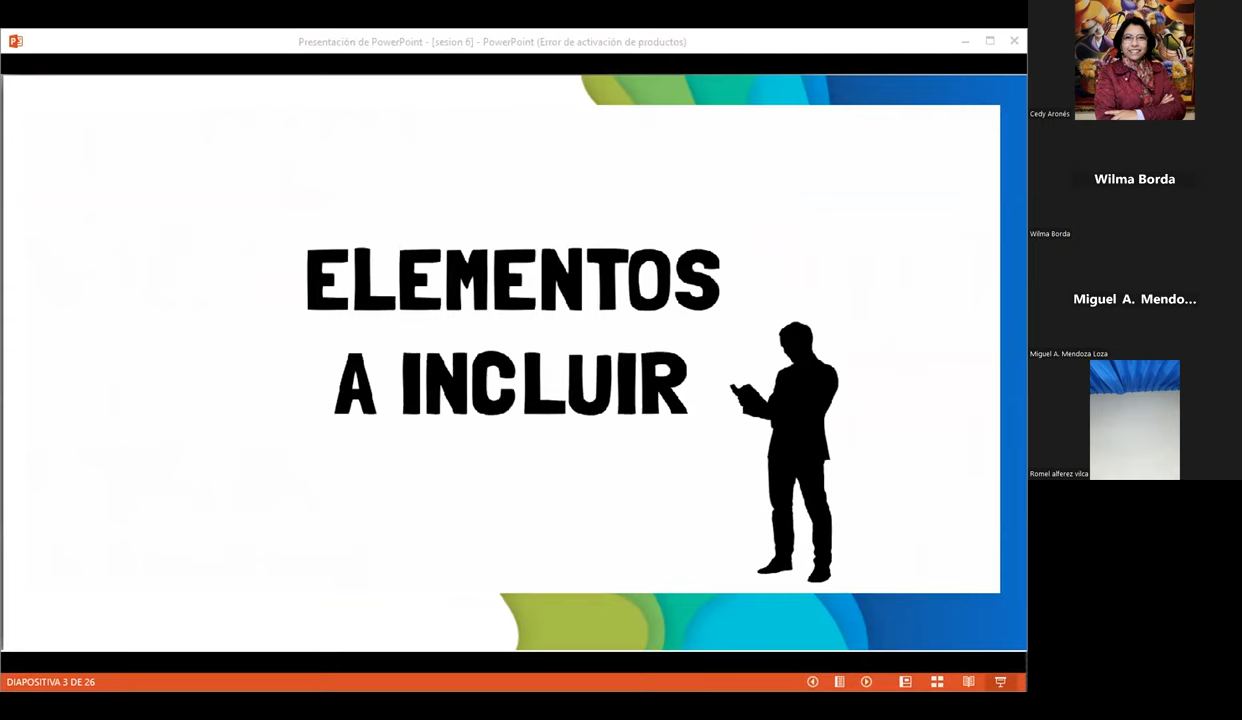 Presentación de PowerPoint - [sesion 6] - PowerPoint (Error de activación de productos)
ELEMENTOS
A INCLUIR
DIAPOSITIVA 3 DE 26
Cedy Aronés
Wilma Borda
Wilma Borda
Miguel A. Mendo...
Miguel A. Mendoza Loza
Romel alferez vilca